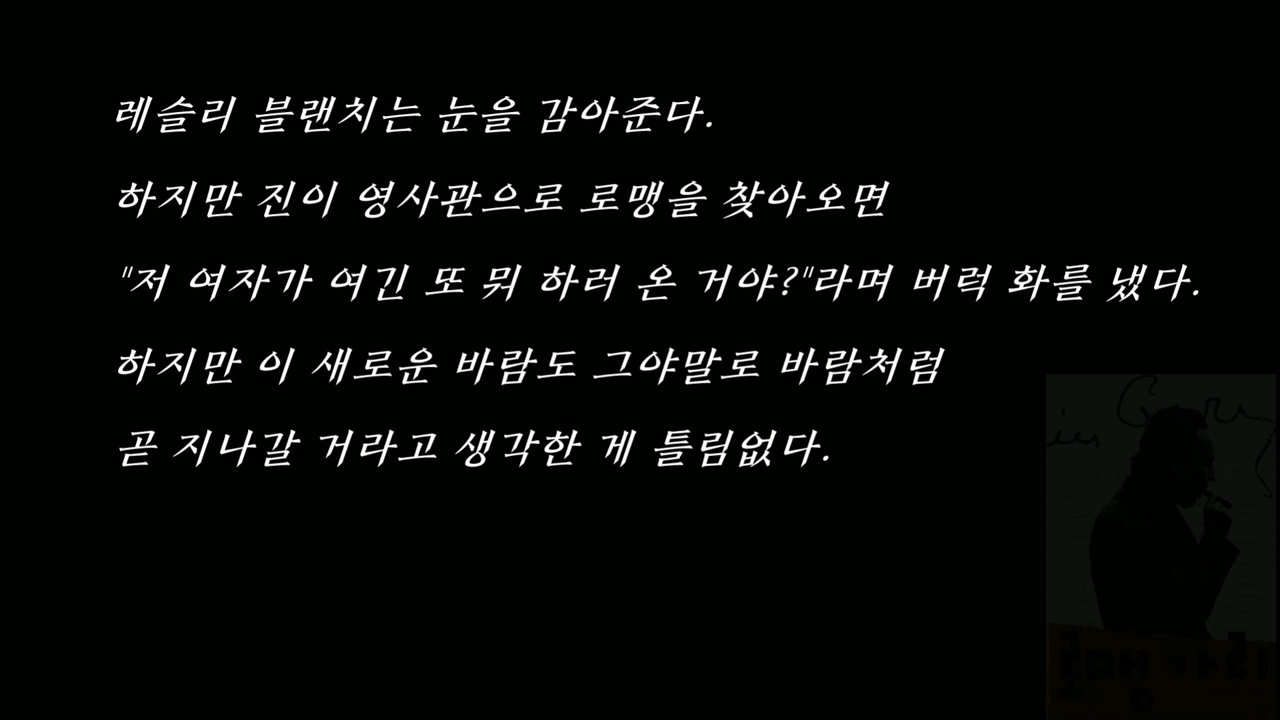 레슬리 블랜치는 눈을 감아준다.
하지만 진이 영사관으로 로맹을 찾아오면
"저 여자가 여긴 또 뭐 하러 온 거야?"라며 버럭 화를 냈다.
하지만 이 새로운 바람도 그야말로 바람처럼
곧 지나갈 거라고 생각한 게 틀림없다.
로맹 가리